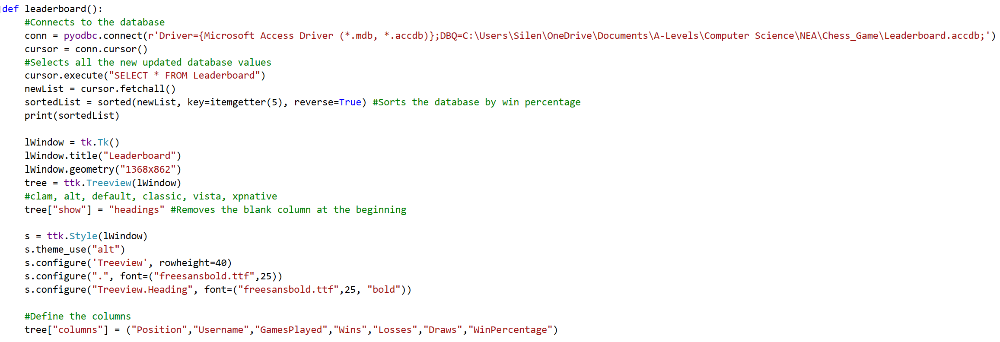 def leaderboard():
    #Connects to the database
    conn = pyodbc.connect(r'Driver={Microsoft Access Driver (*.mdb, *.accdb)};DBQ=C:\Users\Silen\OneDrive\Documents\A-Levels\Computer Science\NEA\Chess_Game\Leaderboard.accdb;')
    cursor = conn.cursor()
    #Selects all the new updated database values
    cursor.execute("SELECT * FROM Leaderboard")
    newList = cursor.fetchall()
    sortedList = sorted(newList, key=itemgetter(5), reverse=True) #Sorts the database by win percentage
    print(sortedList)

    lWindow = tk.Tk()
    lWindow.title("Leaderboard")
    lWindow.geometry("1368x862")
    tree = ttk.Treeview(lWindow)
    #clam, alt, default, classic, vista, xpnative
    tree["show"] = "headings" #Removes the blank column at the beginning

    s = ttk.Style(lWindow)
    s.theme_use("alt")
    s.configure('Treeview', rowheight=40)
    s.configure(".", font=("freesansbold.ttf",25))
    s.configure("Treeview.Heading", font=("freesansbold.ttf",25, "bold"))

    #Define the columns
    tree["columns"] = ("Position","Username","GamesPlayed","Wins","Losses","Draws","WinPercentage")